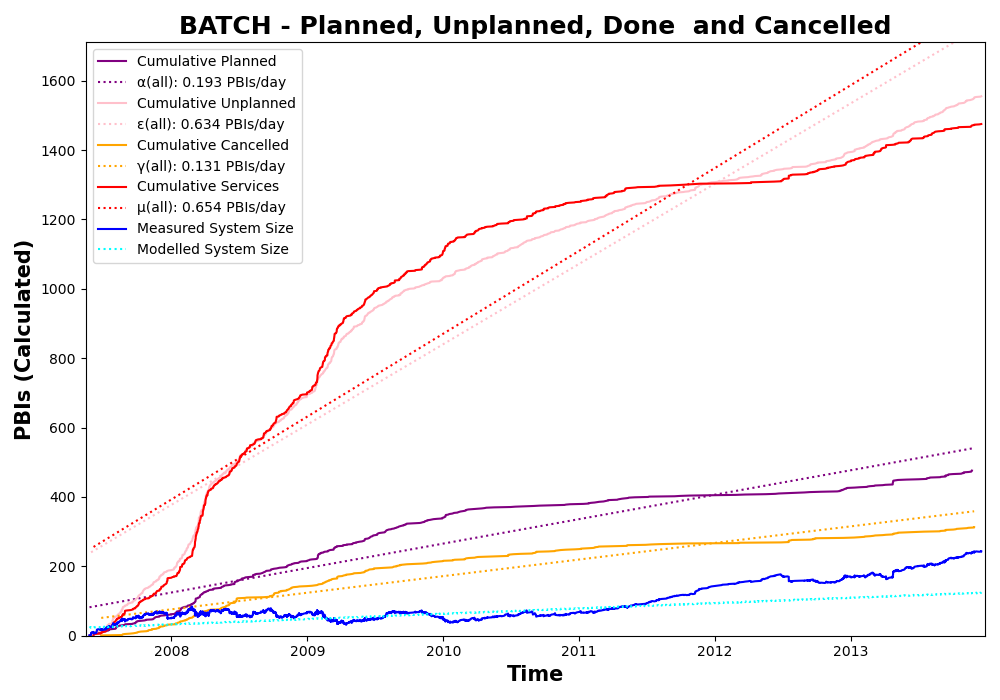 BATCH - Planned, Unplanned, Done  and Cancelled
PBIs (Calculated)
1600
1400
1200
1000
800
600
400
200
0
Cumulative Planned
α(all): 0.193 PBIs/day
Cumulative Unplanned
ε(all): 0.634 PBIs/day
Cumulative Cancelled
γ(all): 0.131 PBIs/day
Cumulative Services
μ(all): 0.654 PBIs/day
Measured System Size
Modelled System Size
2008 2009 2010 2011 2012 2013
Time